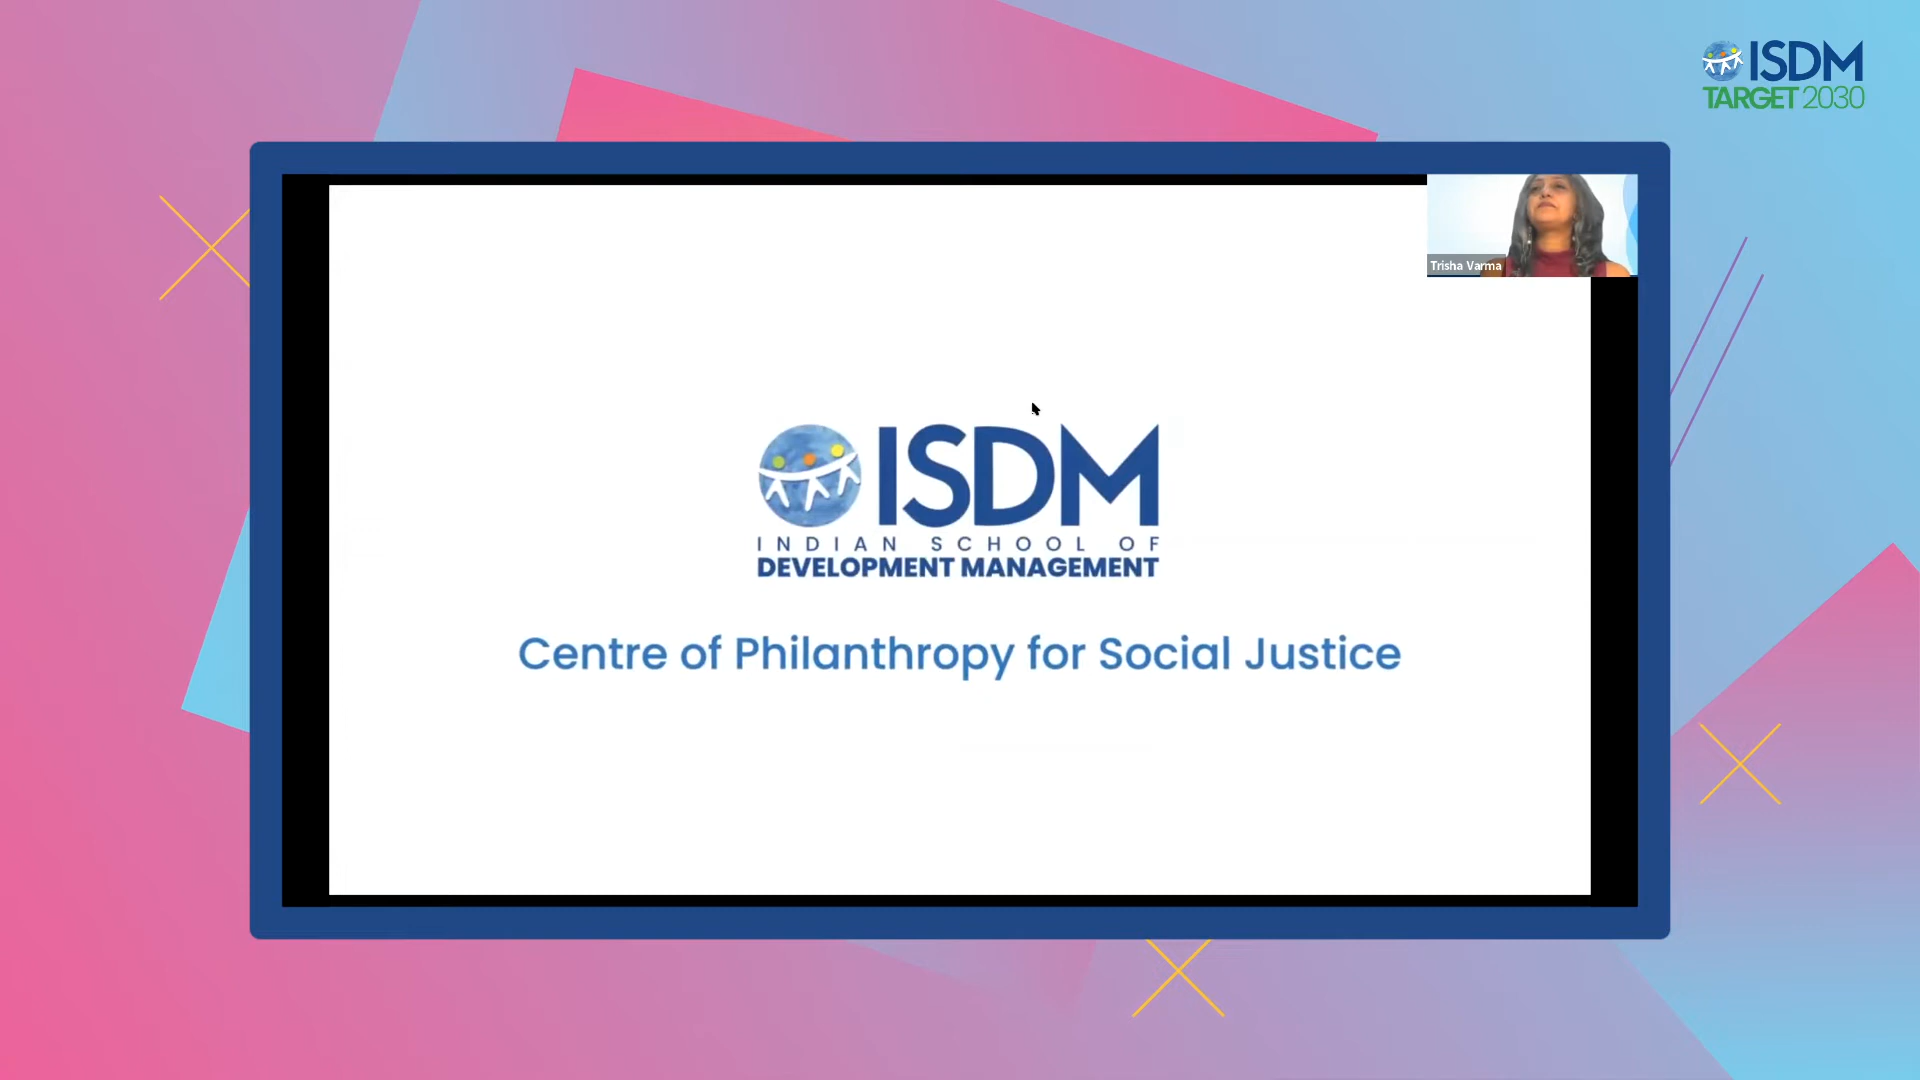 ISDM
TARGET 2030
Trisha Varma
ISDM
INDIAN SCHOOL OF
DEVELOPMENT MANAGEMENT
Centre of Philanthropy for Social Justice